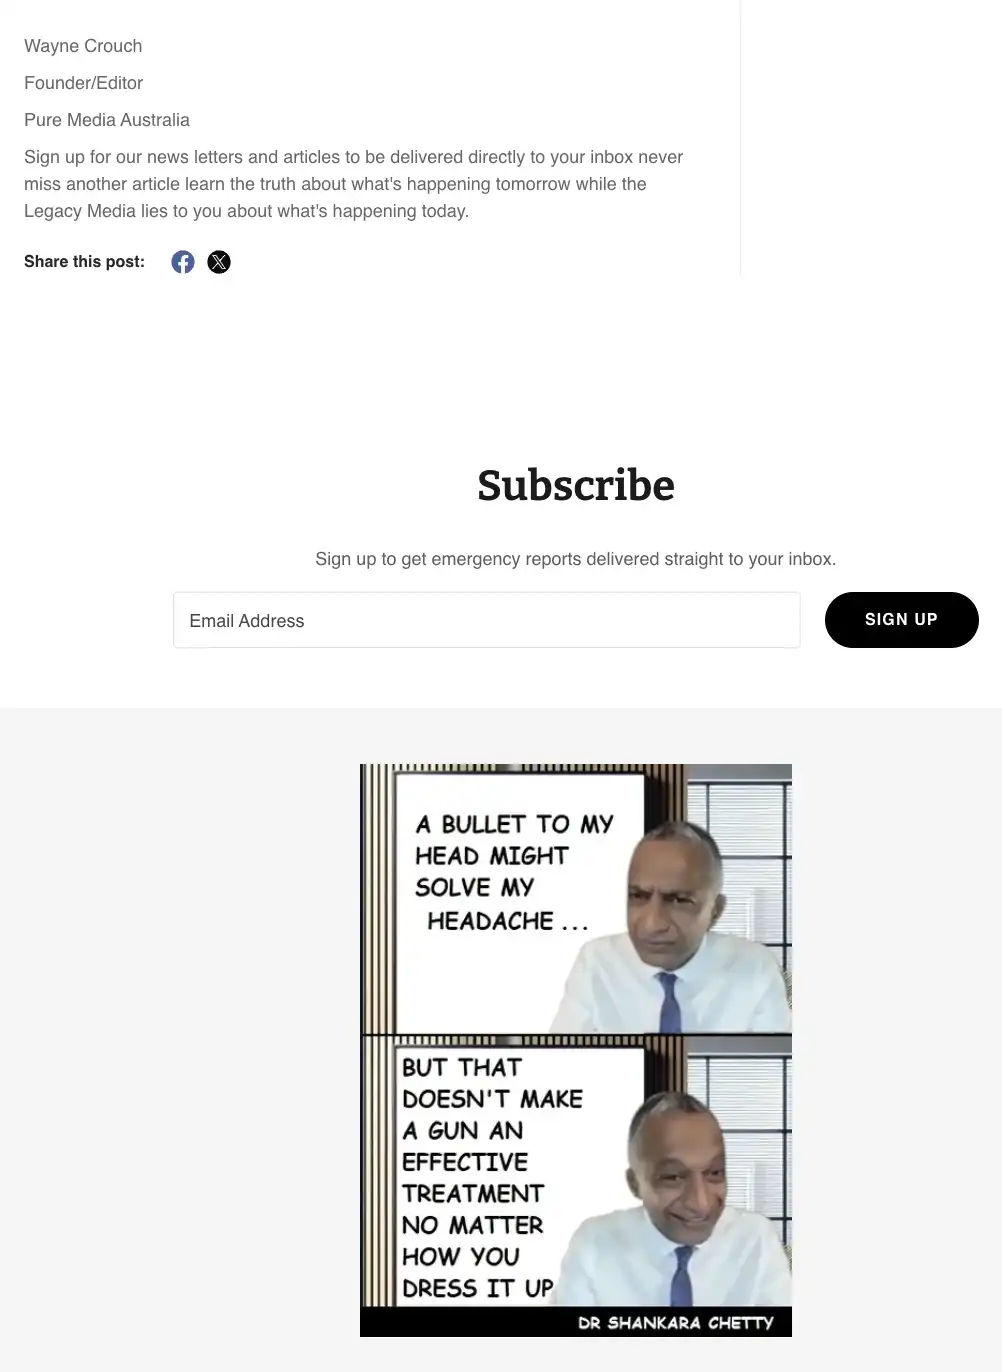 Wayne Crouch
Founder/Editor
Pure Media Australia
Sign up for our news letters and articles to be delivered directly to your inbox never
miss another article learn the truth about what's happening tomorrow while the
Legacy Media lies to you about what's happening today.
Share this post:
Subscribe
Sign up to get emergency reports delivered straight to your inbox.
Email Address
SIGN UP
A BULLET TO MY
HEAD MIGHT
SOLVE MY
HEADACHE ...
BUT THAT
DOESN'T MAKE
A GUN AN
EFFECTIVE
TREATMENT
NO MATTER
HOW YOU
DRESS IT UP
DR SHANKARA CHETTY